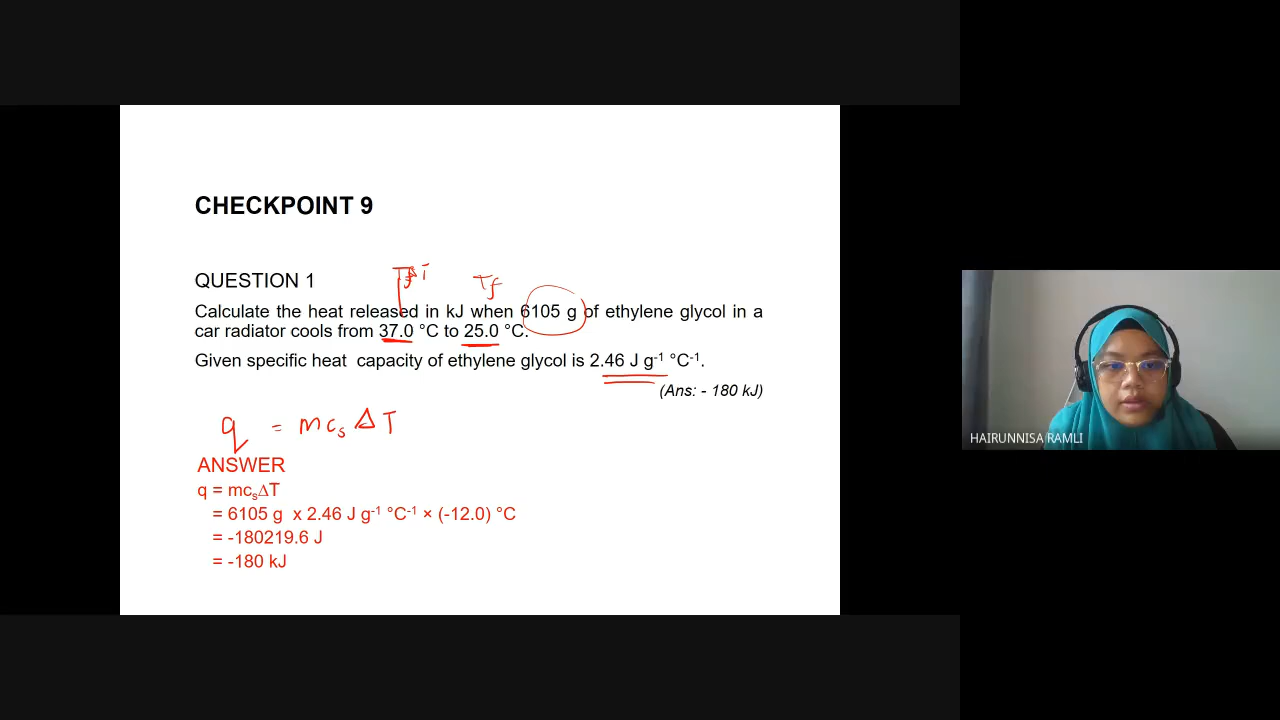 CHECKPOINT 9
QUESTION 1
Ti
Tf
Calculate the heat released in kJ when 6105 g of ethylene glycol in a
car radiator cools from 37.0 °C to 25.0 °C.
Given specific heat capacity of ethylene glycol is 2.46 J g⁻¹ °C⁻¹.
(Ans: - 180 kJ)
q = mcₛ ΔT
ANSWER
q = mcₛΔT
= 6105 g x 2.46 J g⁻¹ °C⁻¹ × (-12.0) °C
= -180219.6 J
= -180 kJ
HAIRUNNISA RAMLI